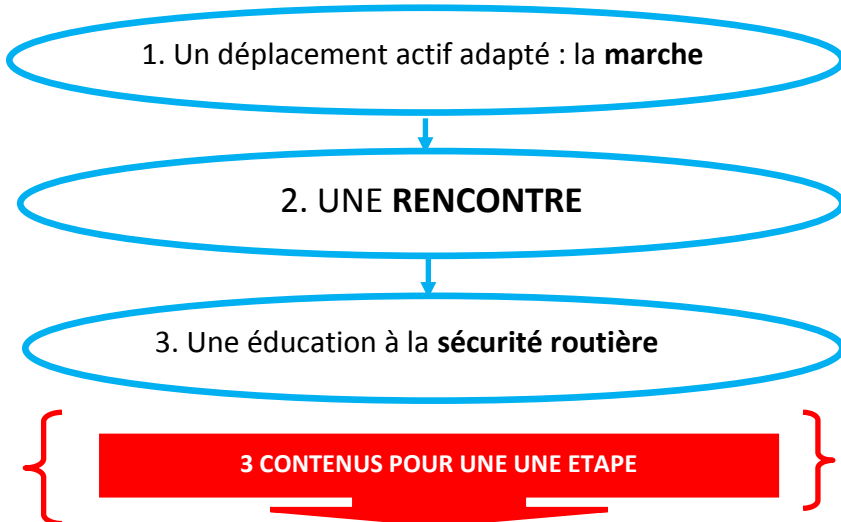 1. Un déplacement actif adapté : la marche
2. UNE RENCONTRE
3. Une éducation à la sécurité routière
3 CONTENUS POUR UNE UNE ETAPE